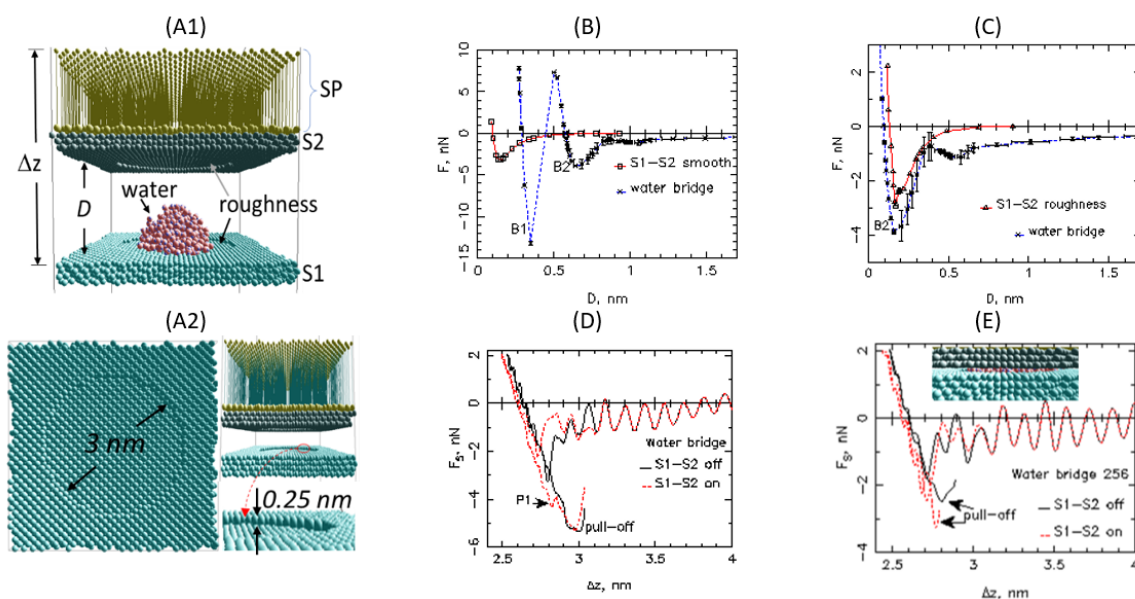 (A1)
SP
S2
Δz
D
water
roughness
S1
(B)
F, nN
10
5
0
−5
−10
−15
S1−S2 smooth
water bridge
B2
B1
0
0.5
1
1.5
D, nm
(C)
F, nN
2
0
−2
−4
S1−S2 roughness
water bridge
B2
0
0.5
1
1.5
D, nm
(A2)
3 nm
0.25 nm
(D)
Fs, nN
2
0
−2
−4
−6
Water bridge
S1−S2 off
S1−S2 on
P1
pull−off
2.5
3
3.5
4
Δz, nm
(E)
Fs, nN
2
0
−2
−4
Water bridge 256
S1−S2 off
S1−S2 on
pull−off
2.5
3
3.5
4
Δz, nm